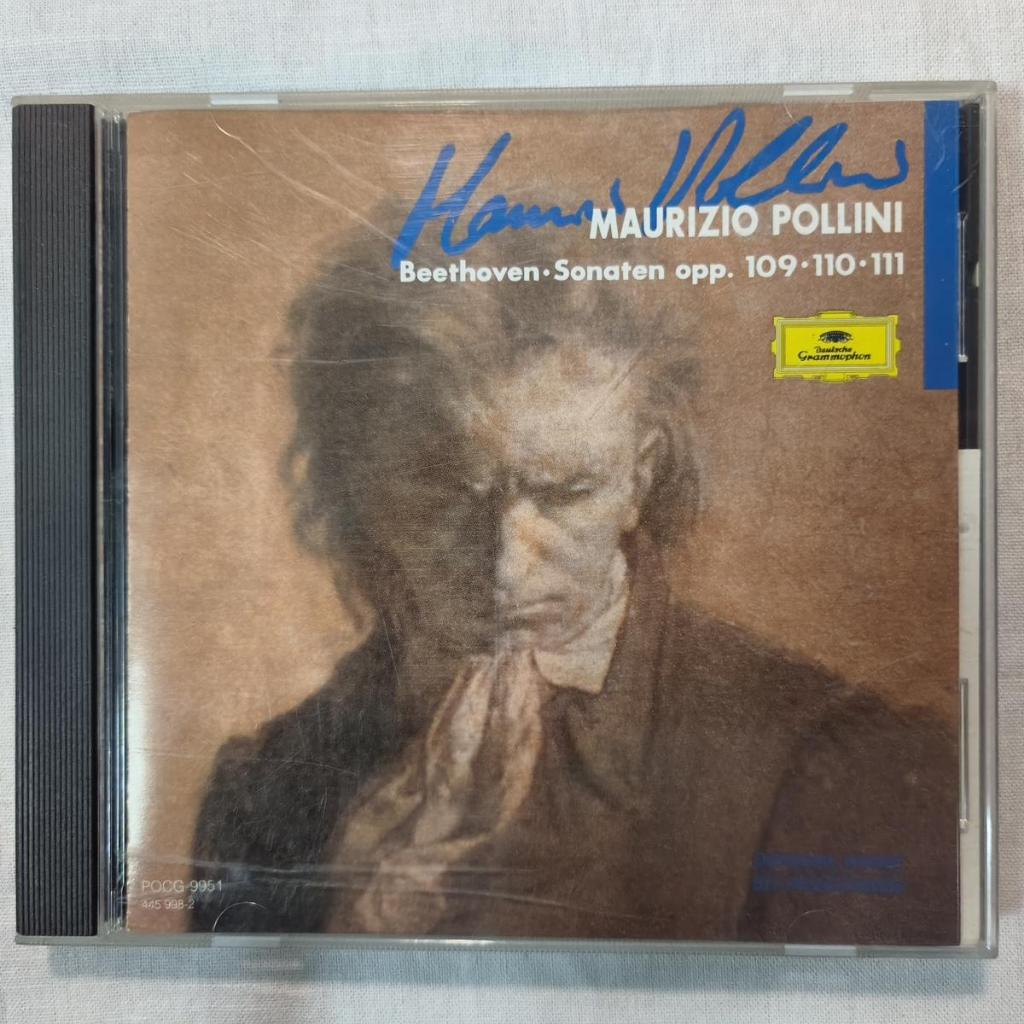 MAURIZIO POLLINI
Beethoven · Sonaten opp. 109 · 110 · 111
Deutsche
Grammophon
POCG-9951
445 998-2